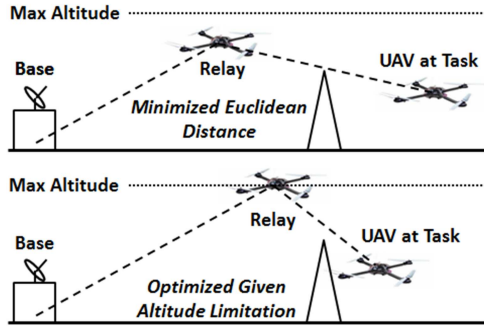 Max Altitude
Base
Relay
UAV at Task
Minimized Euclidean
Distance
Max Altitude
Relay
Base
UAV at Task
Optimized Given
Altitude Limitation